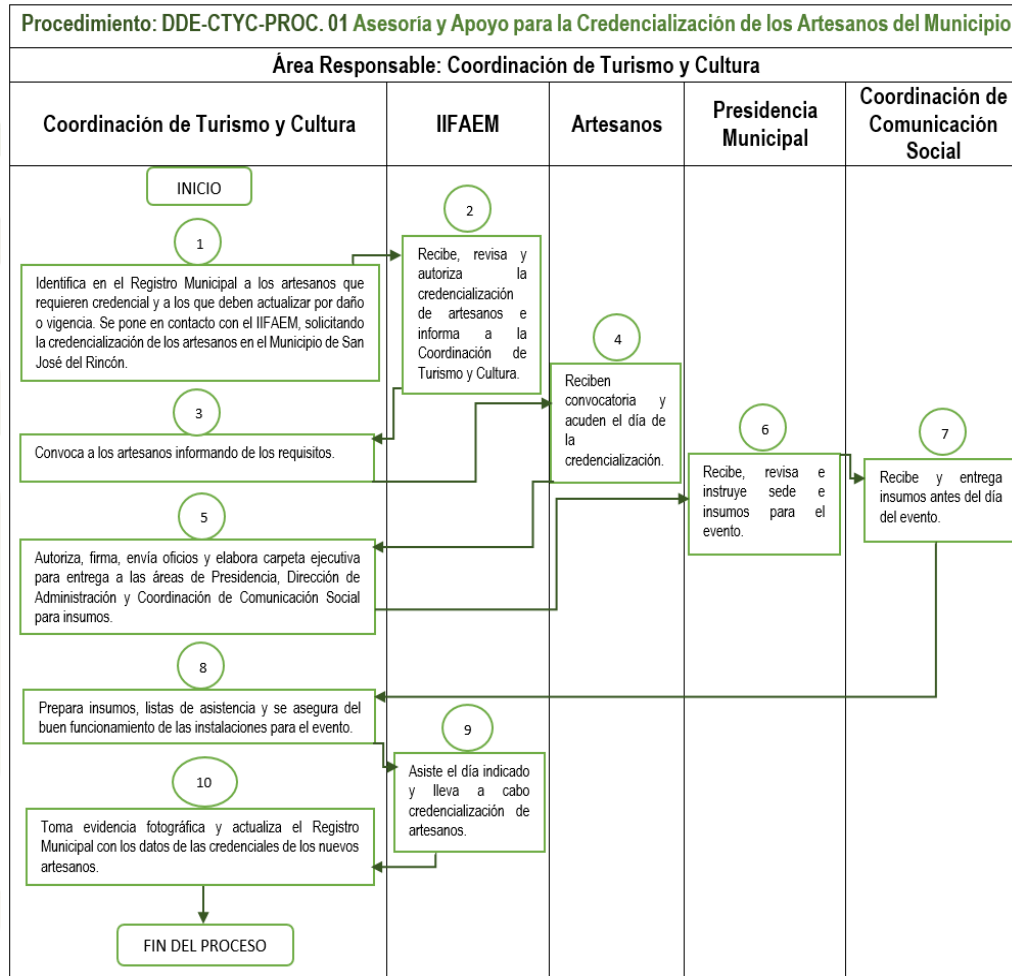 Procedimiento: DDE-CTYC-PROC. 01 Asesoría y Apoyo para la Credencialización de los Artesanos del Municipio
Área Responsable: Coordinación de Turismo y Cultura
Coordinación de Turismo y Cultura
IIFAEM
Artesanos
Presidencia
Municipal
Coordinación de
Comunicación
Social
INICIO
1
Identifica en el Registro Municipal a los artesanos que
requieren credencial y a los que deben actualizar por daño
o vigencia. Se pone en contacto con el IIFAEM, solicitando
la credencialización de los artesanos en el Municipio de San
José del Rincón.
2
Recibe, revisa y
autoriza la
credencialización
de artesanos e
informa a la
Coordinación de
Turismo y Cultura.
3
Convoca a los artesanos informando de los requisitos.
4
Reciben
convocatoria y
acuden el día de
la
credencialización.
5
Autoriza, firma, envía oficios y elabora carpeta ejecutiva
para entrega a las áreas de Presidencia, Dirección de
Administración y Coordinación de Comunicación Social
para insumos.
6
Recibe, revisa e
instruye sede e
insumos para el
evento.
7
Recibe y entrega
insumos antes del día
del evento.
8
Prepara insumos, listas de asistencia y se asegura del
buen funcionamiento de las instalaciones para el evento.
9
Asiste el día indicado
y lleva a cabo
credencialización de
artesanos.
10
Toma evidencia fotográfica y actualiza el Registro
Municipal con los datos de las credenciales de los nuevos
artesanos.
FIN DEL PROCESO